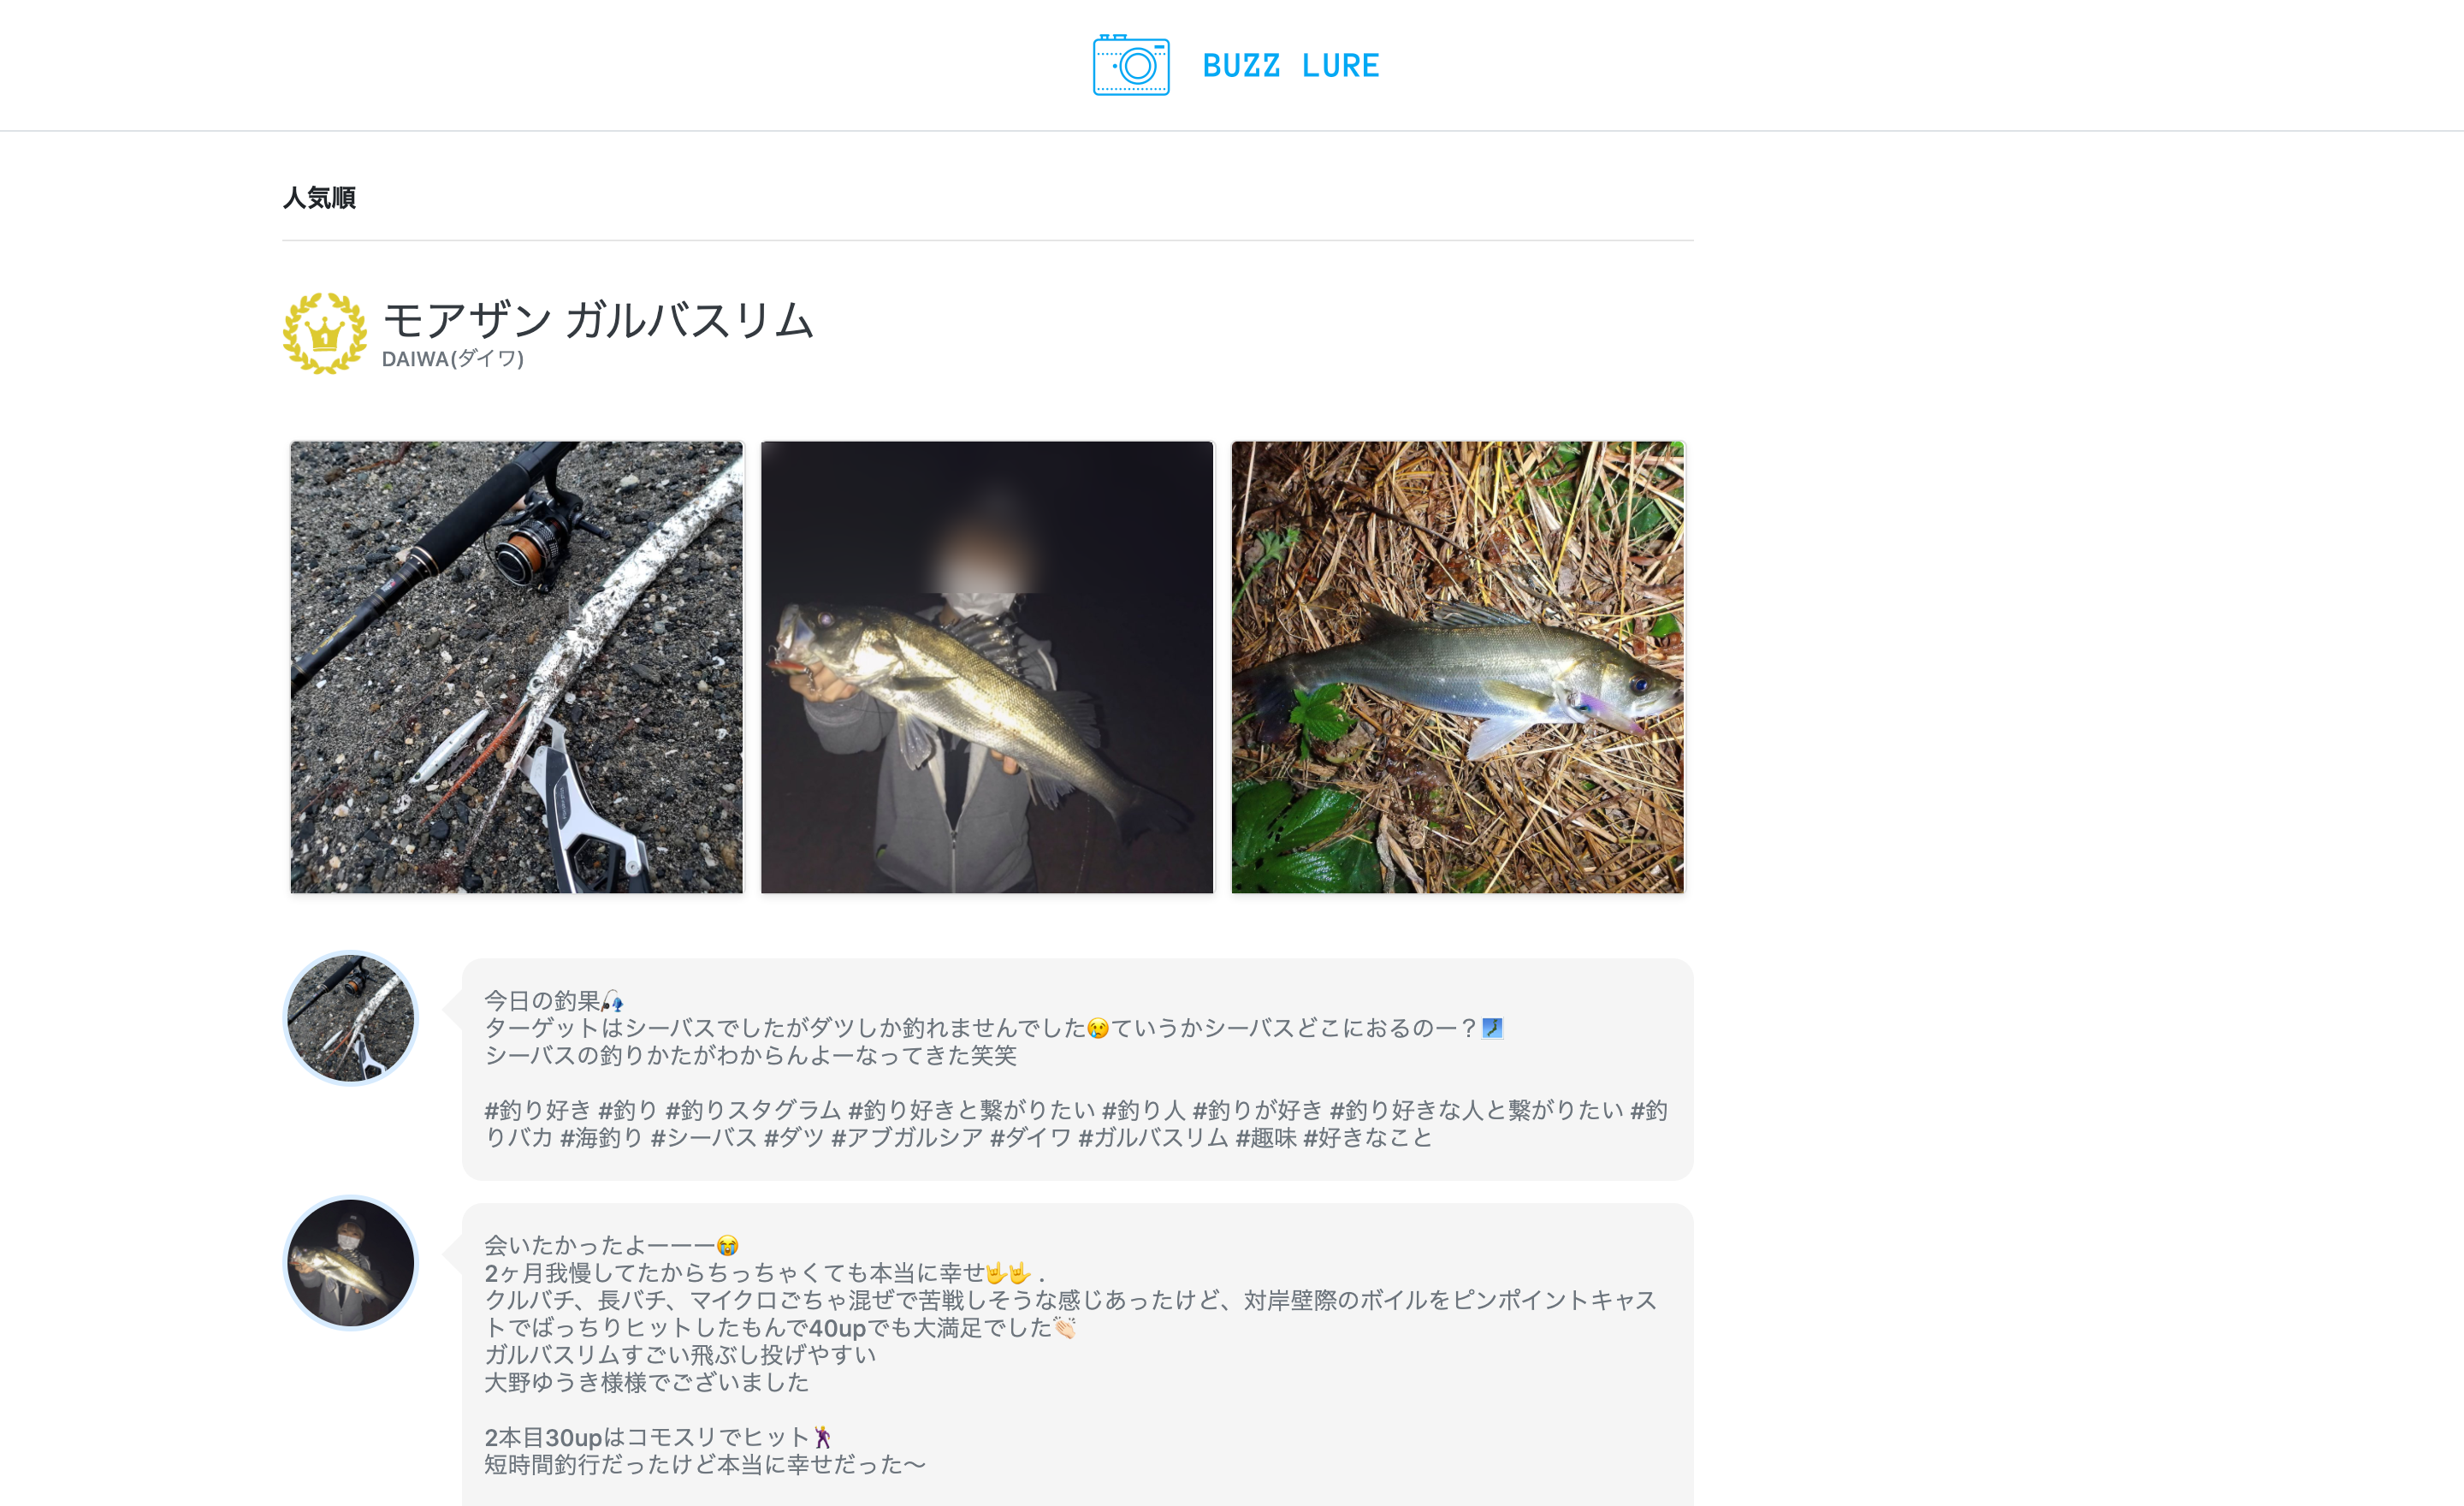 BUZZ LURE
人気順
1
モアザン ガルバスリム
DAIWA(ダイワ)
今日の釣果🎣
ターゲットはシーバスでしたがダツしか釣れませんでした😢ていうかシーバスどこにおるのー？🗾
シーバスの釣りかたがわからんよーなってきた笑笑
#釣り好き #釣り #釣りスタグラム #釣り好きと繋がりたい #釣り人 #釣りが好き #釣り好きな人と繋がりたい #釣
りバカ #海釣り #シーバス #ダツ #アブガルシア #ダイワ #ガルバスリム #趣味 #好きなこと
会いたかったよーーー😭
2ヶ月我慢してたからちっちゃくても本当に幸せ🤟🤟 .
クルバチ、長バチ、マイクロごちゃ混ぜで苦戦しそうな感じあったけど、対岸壁際のボイルをピンポイントキャス
トでばっちりヒットしたもんで40upでも大満足でした👏🏻
ガルバスリムすごい飛ぶし投げやすい
大野ゆうき様様でございました
2本目30upはコモスリでヒット🕺
短時間釣行だったけど本当に幸せだった〜